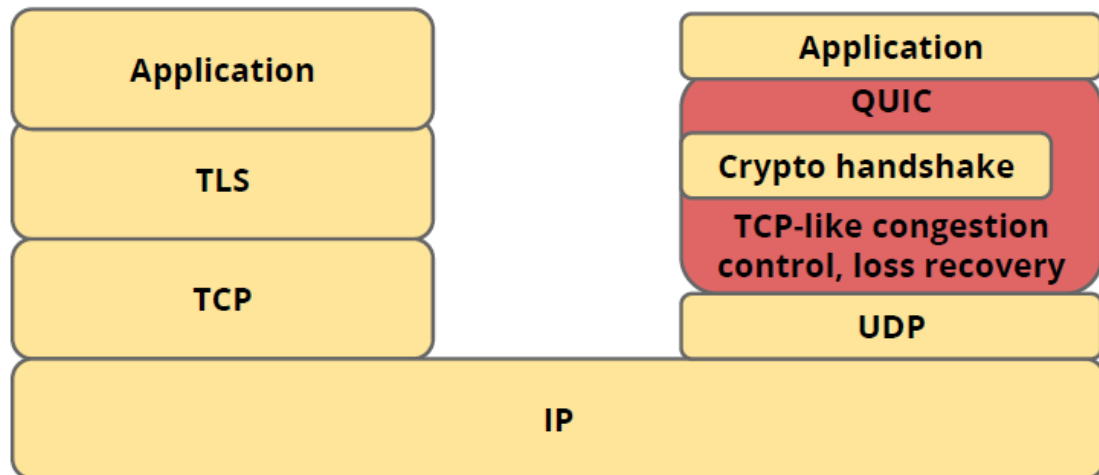 Application
TLS
TCP
Application
QUIC
Crypto handshake
TCP-like congestion
control, loss recovery
UDP
IP